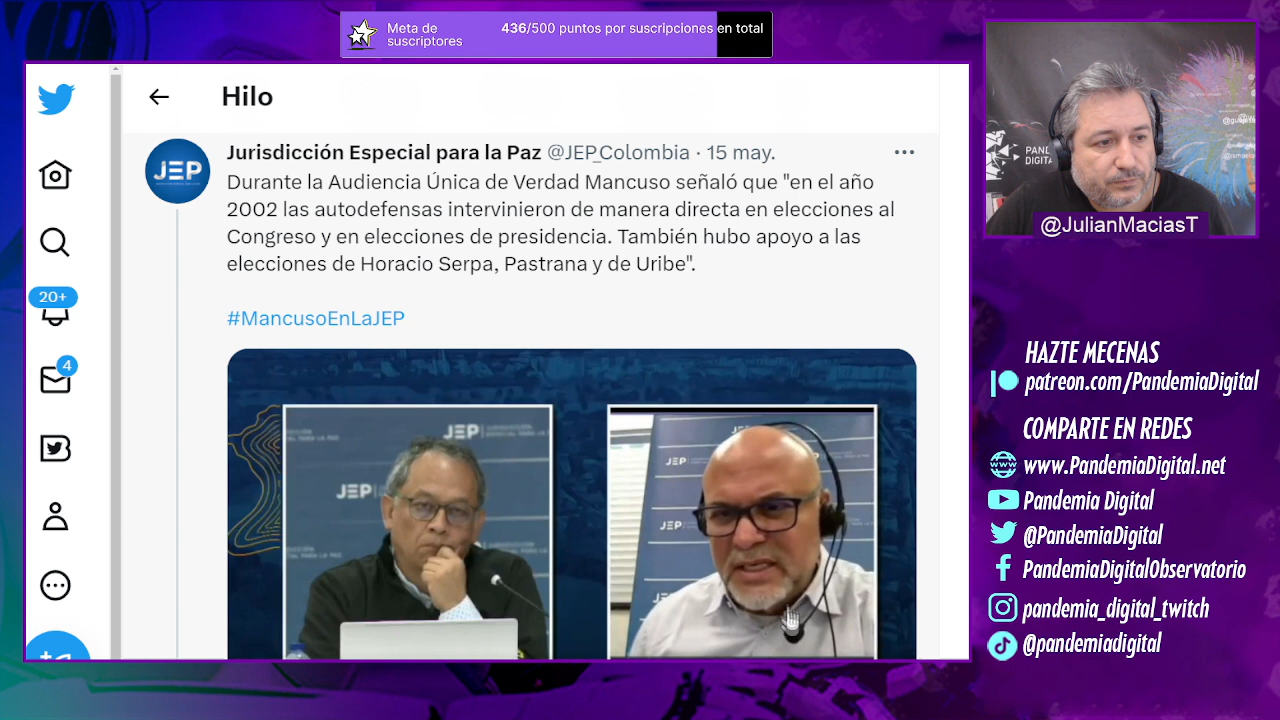 Meta de
suscriptores
436/500 puntos por suscripciones en total
Hilo
JEP
Jurisdicción Especial para la Paz @JEP_Colombia · 15 may.
Durante la Audiencia Única de Verdad Mancuso señaló que "en el año
2002 las autodefensas intervinieron de manera directa en elecciones al
Congreso y en elecciones de presidencia. También hubo apoyo a las
elecciones de Horacio Serpa, Pastrana y de Uribe".
#MancusoEnLaJEP
20+
4
JEP
JEP
JEP
JEP
@JulianMaciasT
HAZTE MECENAS
patreon.com/PandemiaDigital
COMPARTE EN REDES
www.PandemiaDigital.net
Pandemia Digital
@PandemiaDigital
PandemiaDigitalObservatorio
pandemia_digital_twitch
@pandemiadigital